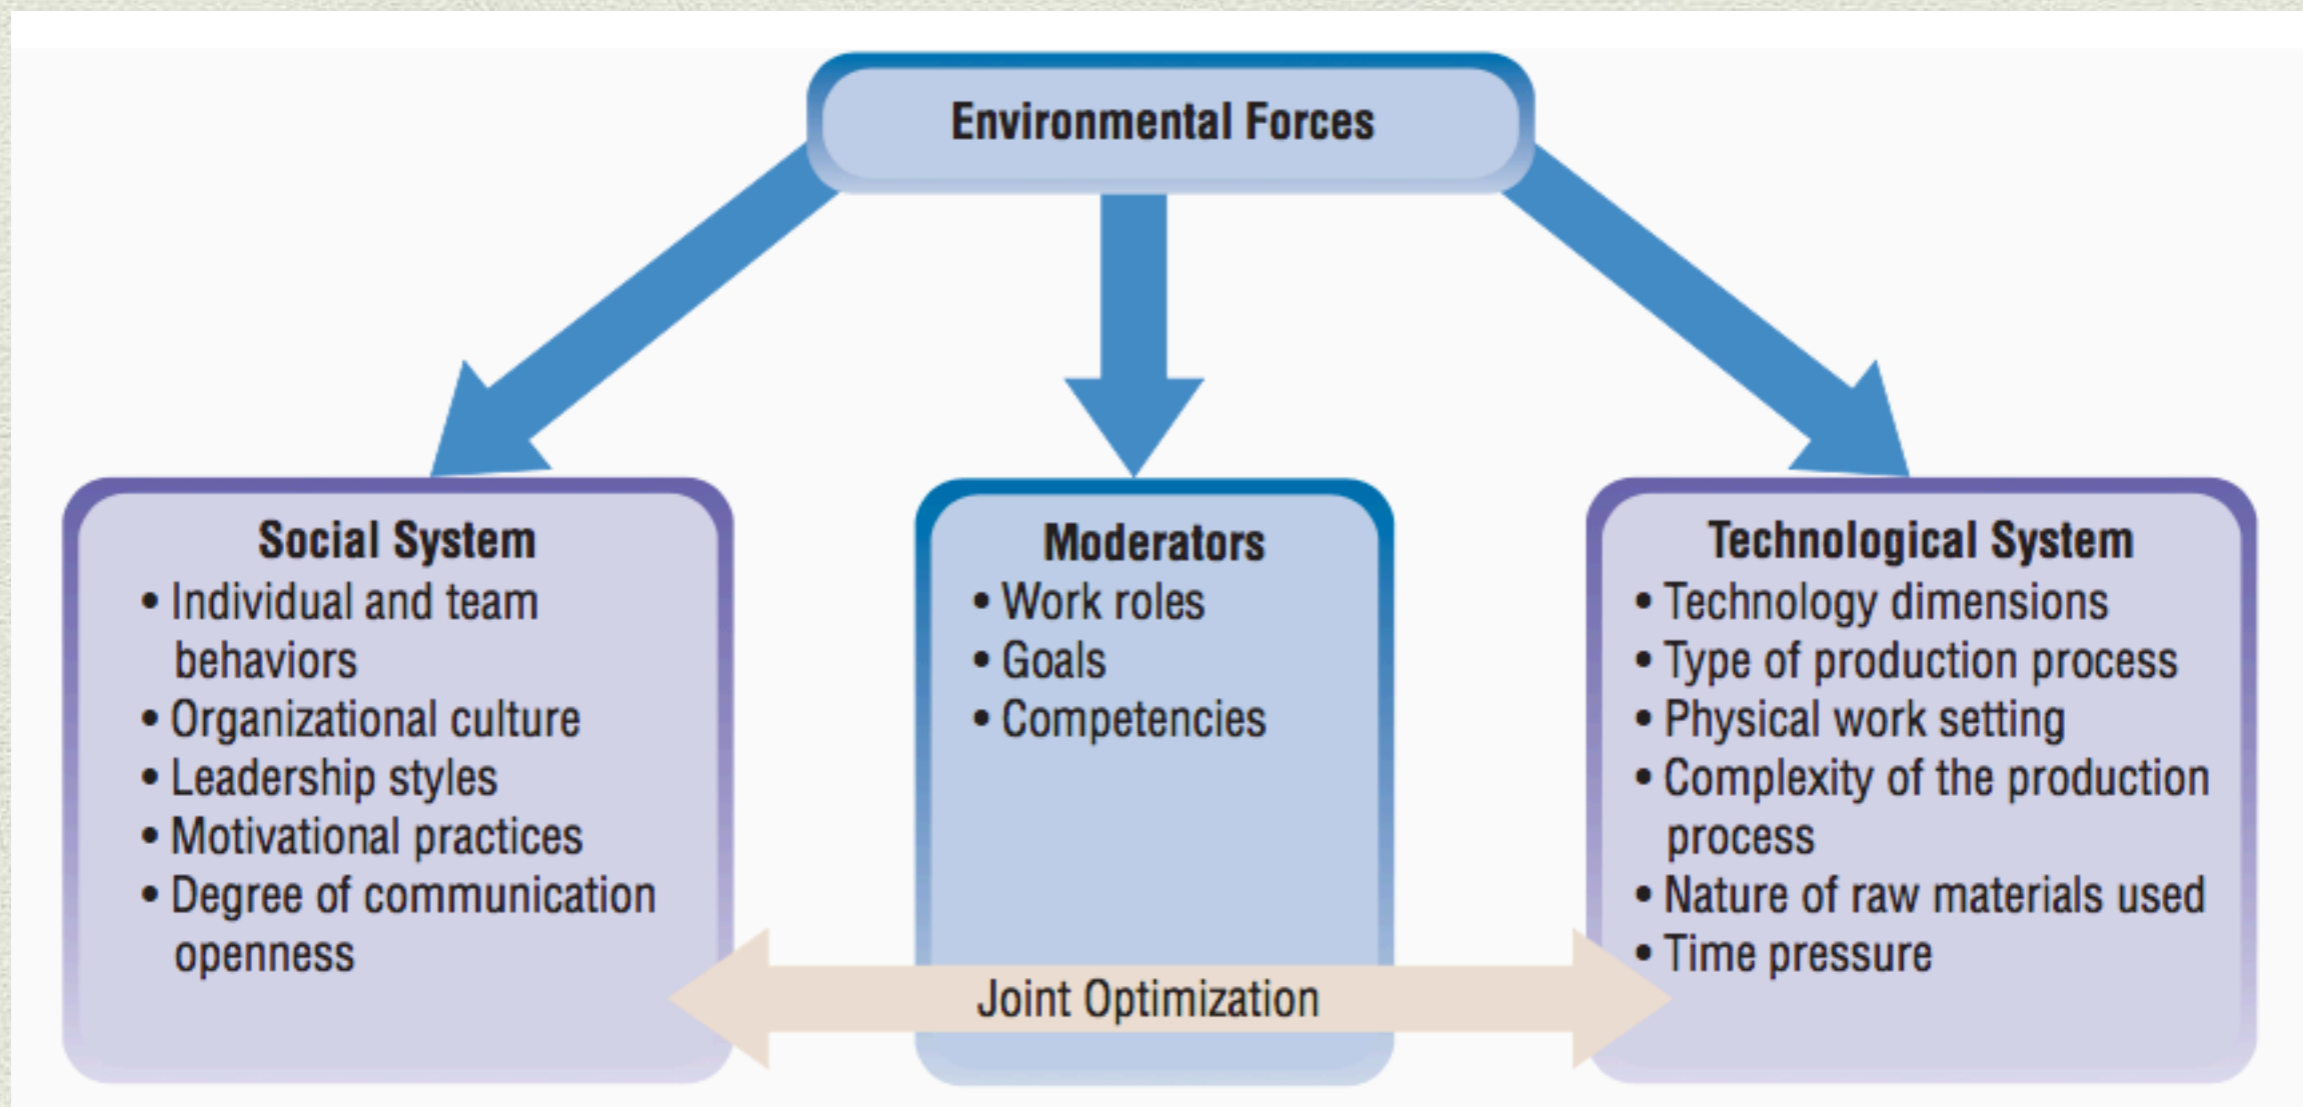 Environmental Forces
Social System
• Individual and team
behaviors
• Organizational culture
• Leadership styles
• Motivational practices
• Degree of communication
openness
Moderators
• Work roles
• Goals
• Competencies
Technological System
• Technology dimensions
• Type of production process
• Physical work setting
• Complexity of the production
process
• Nature of raw materials used
• Time pressure
Joint Optimization